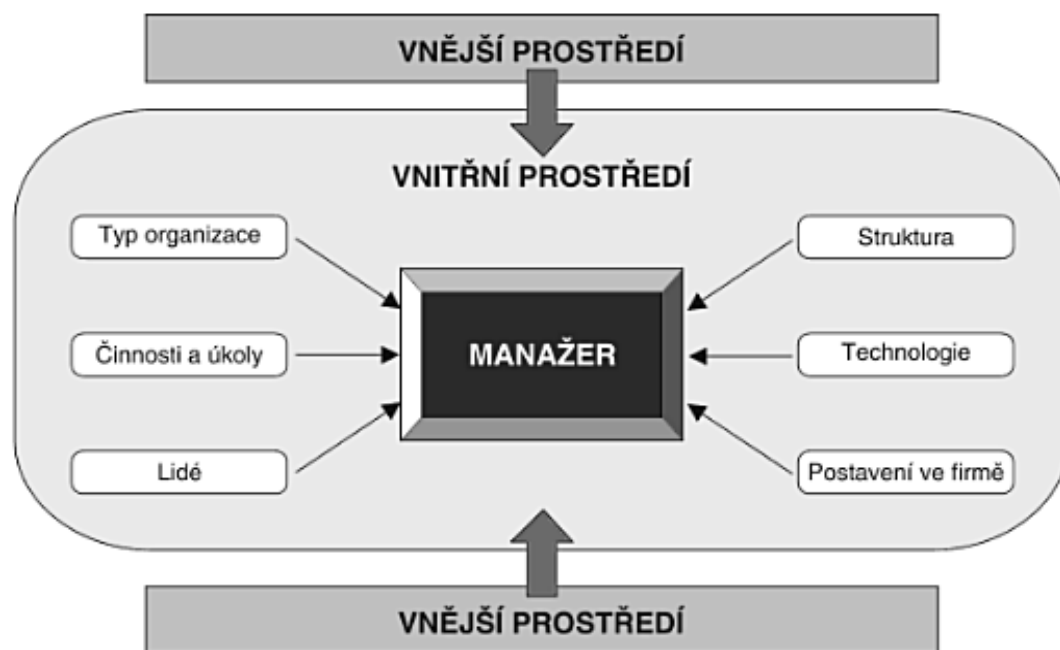 VNĚJŠÍ PROSTŘEDÍ
VNITŘNÍ PROSTŘEDÍ
Typ organizace
Struktura
Činnosti a úkoly
MANAŽER
Technologie
Lidé
Postavení ve firmě
VNĚJŠÍ PROSTŘEDÍ